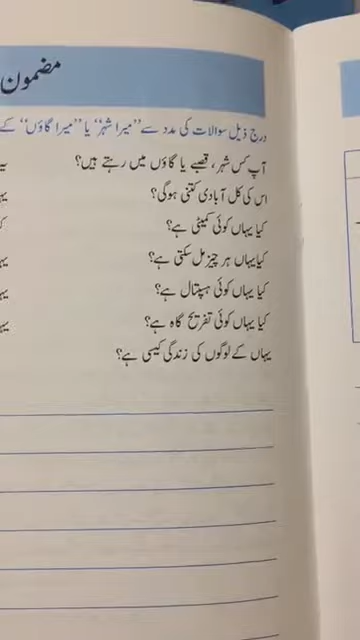 مضمون
درج ذیل سوالات کی مدد سے ’’میرا شہر‘‘ یا ’’میرا گاؤں‘‘ کے
آپ کس شہر، قصبے یا گاؤں میں رہتے ہیں؟
اس کی کل آبادی کتنی ہوگی؟
کیا یہاں کوئی کمیٹی ہے؟
کیا یہاں ہر چیز مل سکتی ہے؟
کیا یہاں کوئی ہسپتال ہے؟
کیا یہاں کوئی تفریح گاہ ہے؟
یہاں کے لوگوں کی زندگی کیسی ہے؟